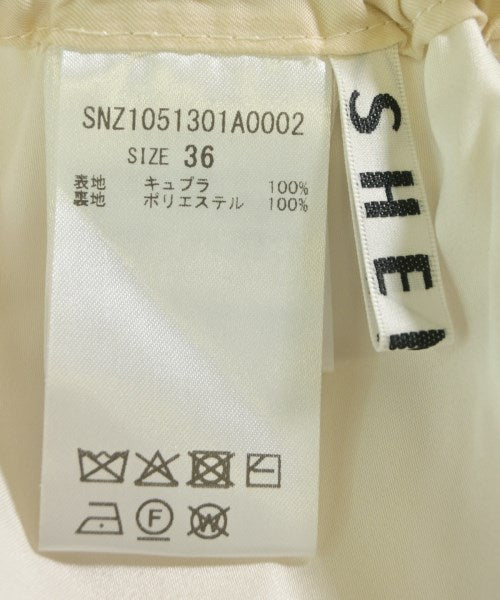 SNZ1051301A0002
SIZE 36
表地 キュプラ 100%
裏地 ポリエステル 100%
F
W
SHE